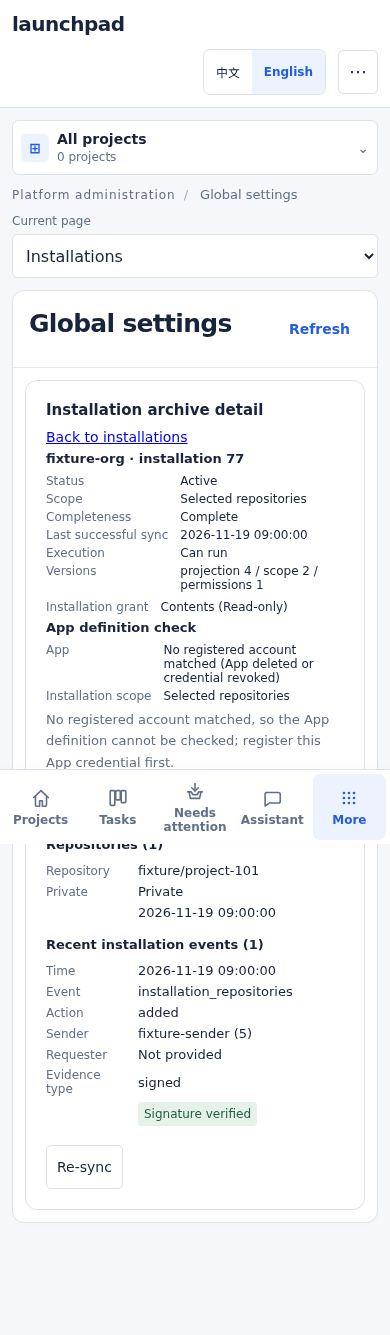 launchpad
中文
English
⋯
All projects
0 projects
Platform administration / Global settings
Current page
Installations
Global settings
Refresh
Installation archive detail
Back to installations
fixture-org · installation 77
Status Active
Scope Selected repositories
Completeness Complete
Last successful sync 2026-11-19 09:00:00
Execution Can run
Versions projection 4 / scope 2 /
permissions 1
Installation grant Contents (Read-only)
App definition check
App No registered account
matched (App deleted or
credential revoked)
Installation scope Selected repositories
No registered account matched, so the App
definition cannot be checked; register this
App credential first.
Projects
Tasks
Needs
attention
Assistant
More
Repositories (1)
Repository fixture/project-101
Private Private
2026-11-19 09:00:00
Recent installation events (1)
Time 2026-11-19 09:00:00
Event installation_repositories
Action added
Sender fixture-sender (5)
Requester Not provided
Evidence
type signed
Signature verified
Re-sync